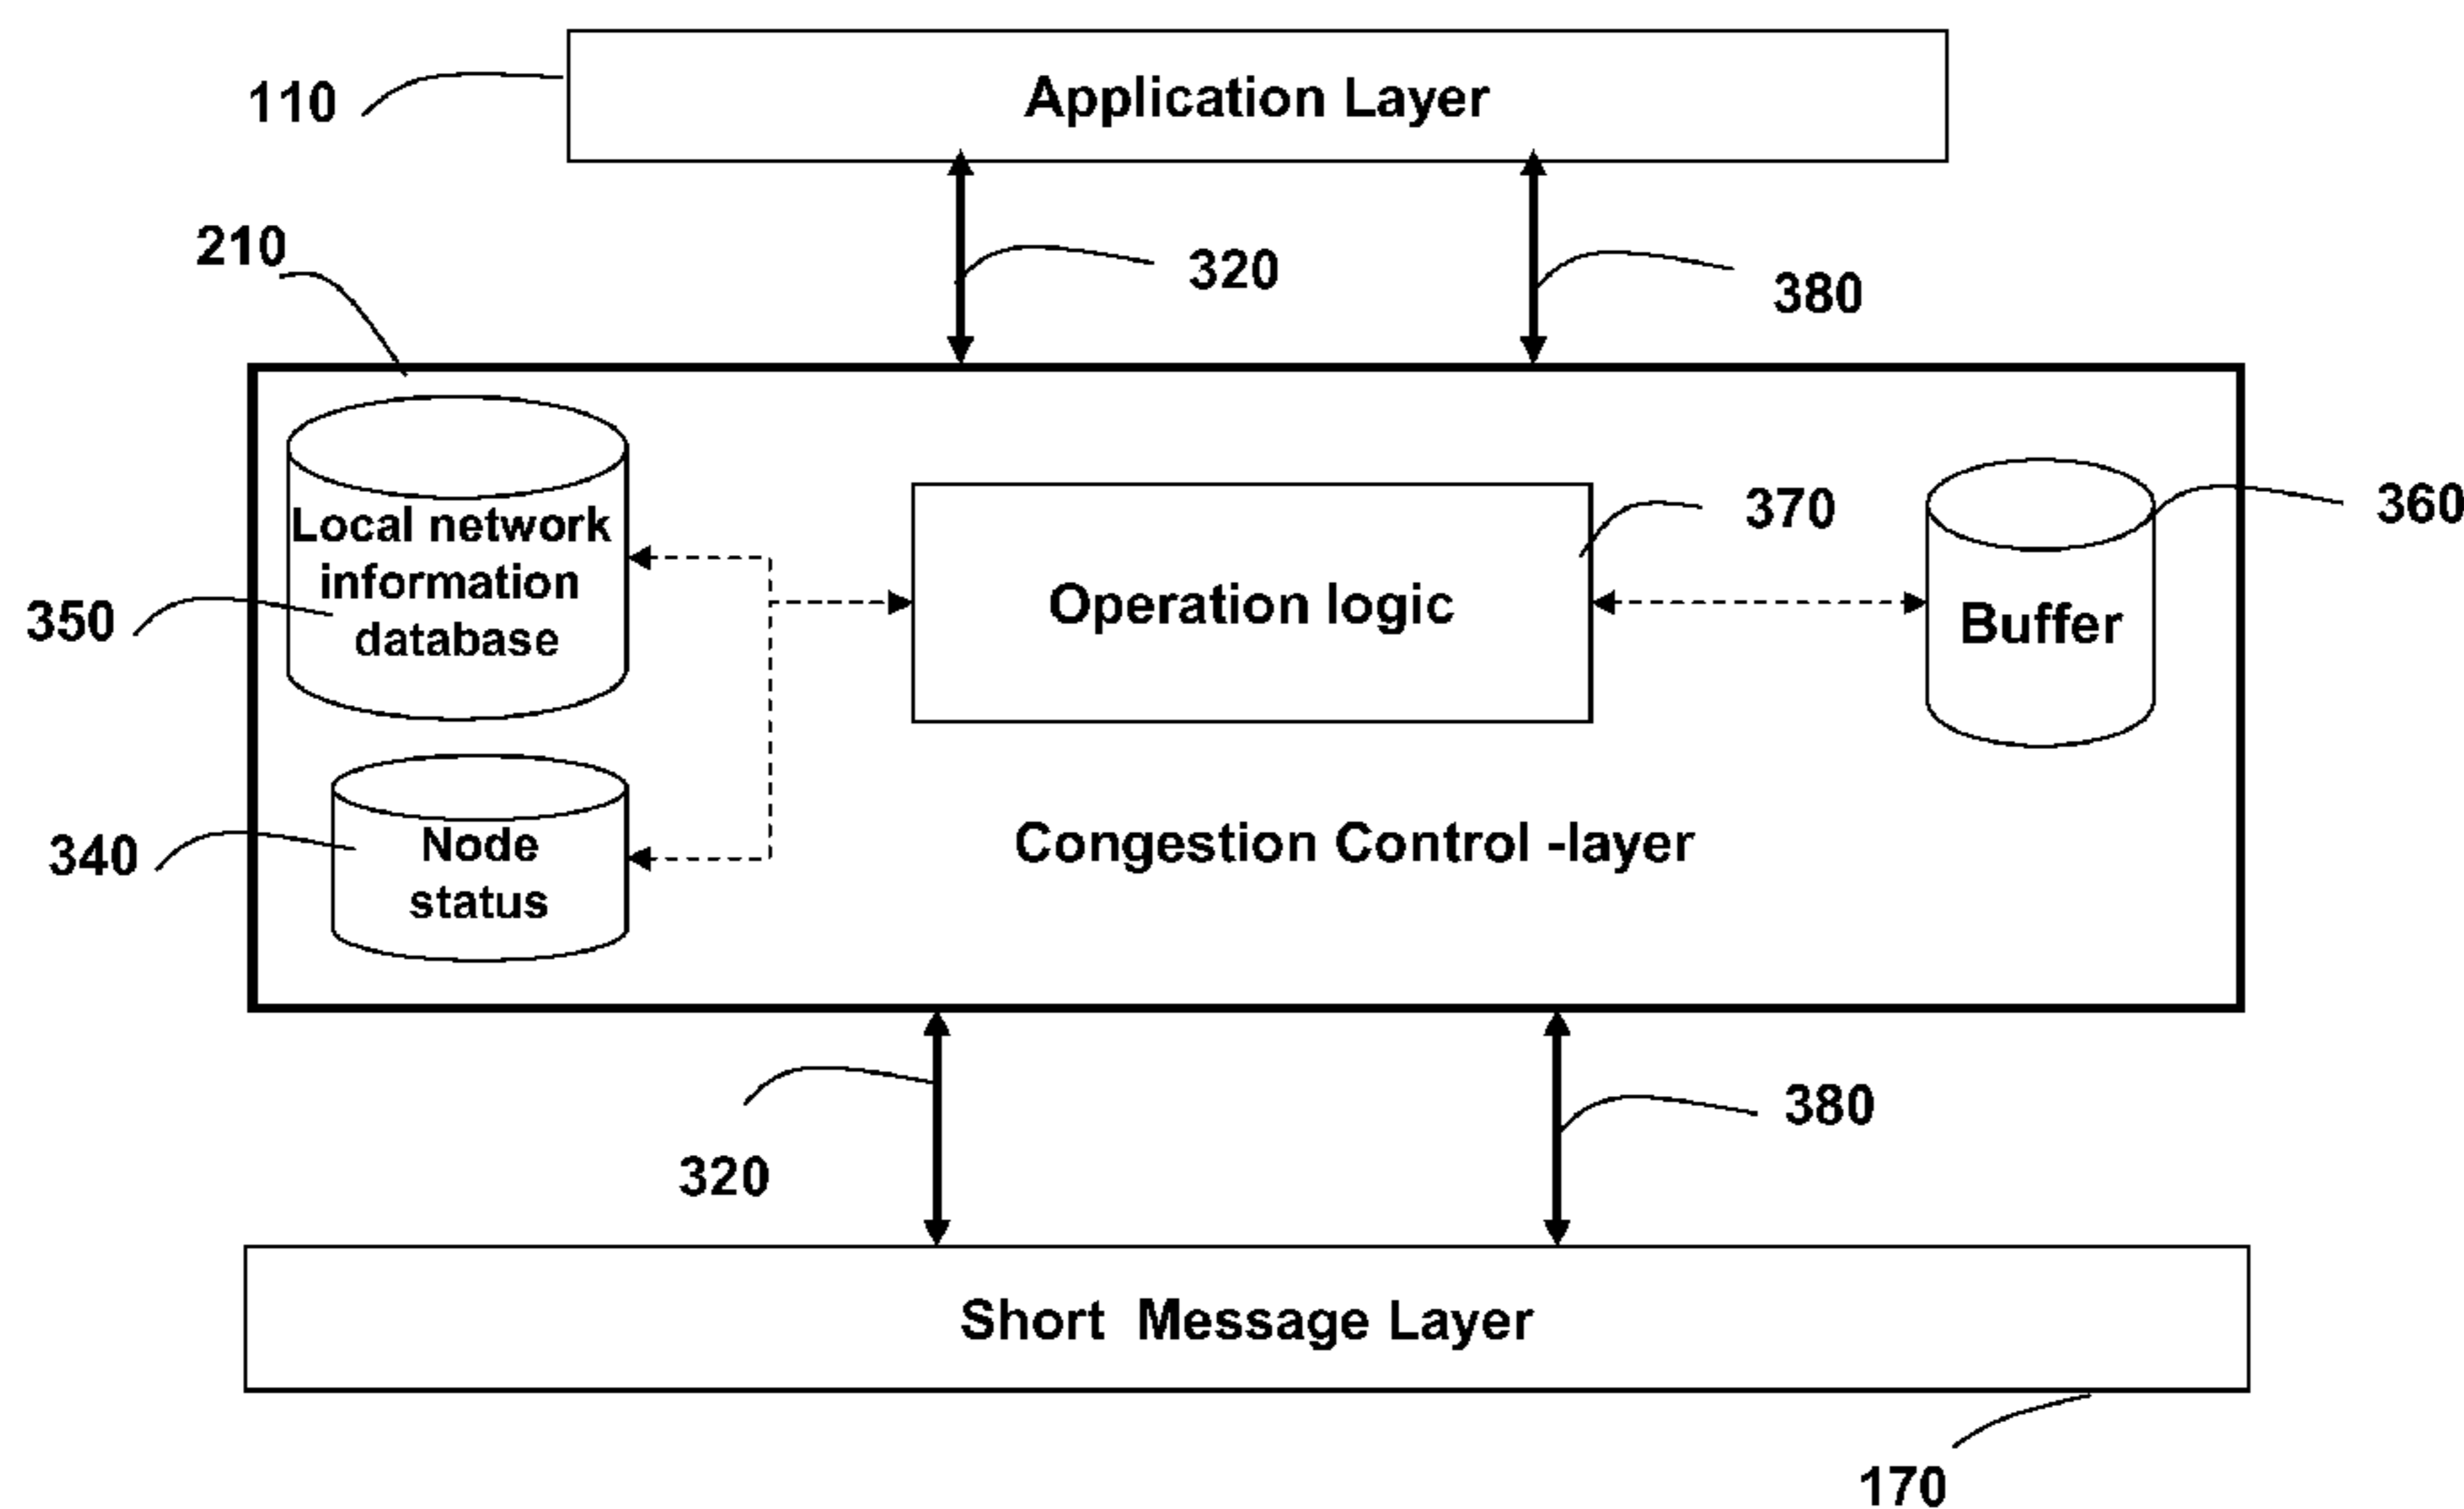 Application Layer
110
210
320
380
Local network
information
database
370
360
Operation logic
Buffer
350
Node
status
340
Congestion Control -layer
320
380
Short  Message Layer
170